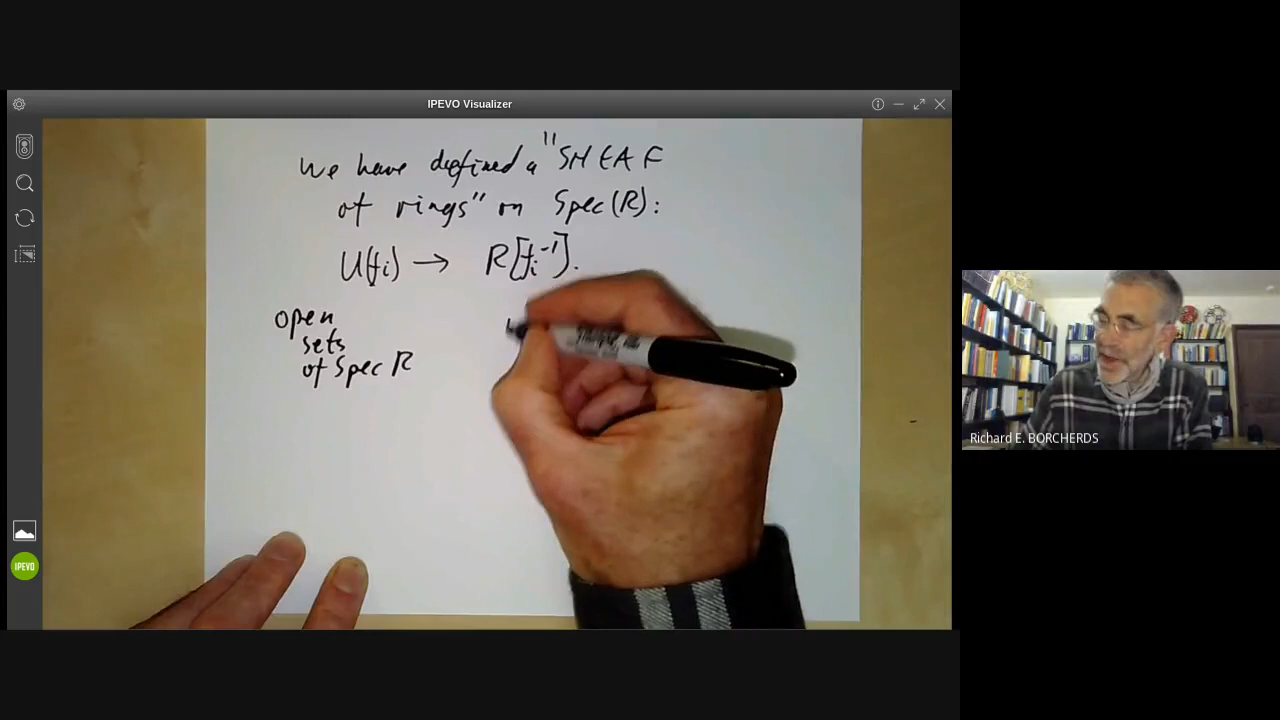 IPEVO Visualizer
We have defined a "SHEAF
of rings" on Spec(R):
U(fi) → R[fi⁻¹].
open
sets
of Spec R
Richard E. BORCHERDS
IPEVO